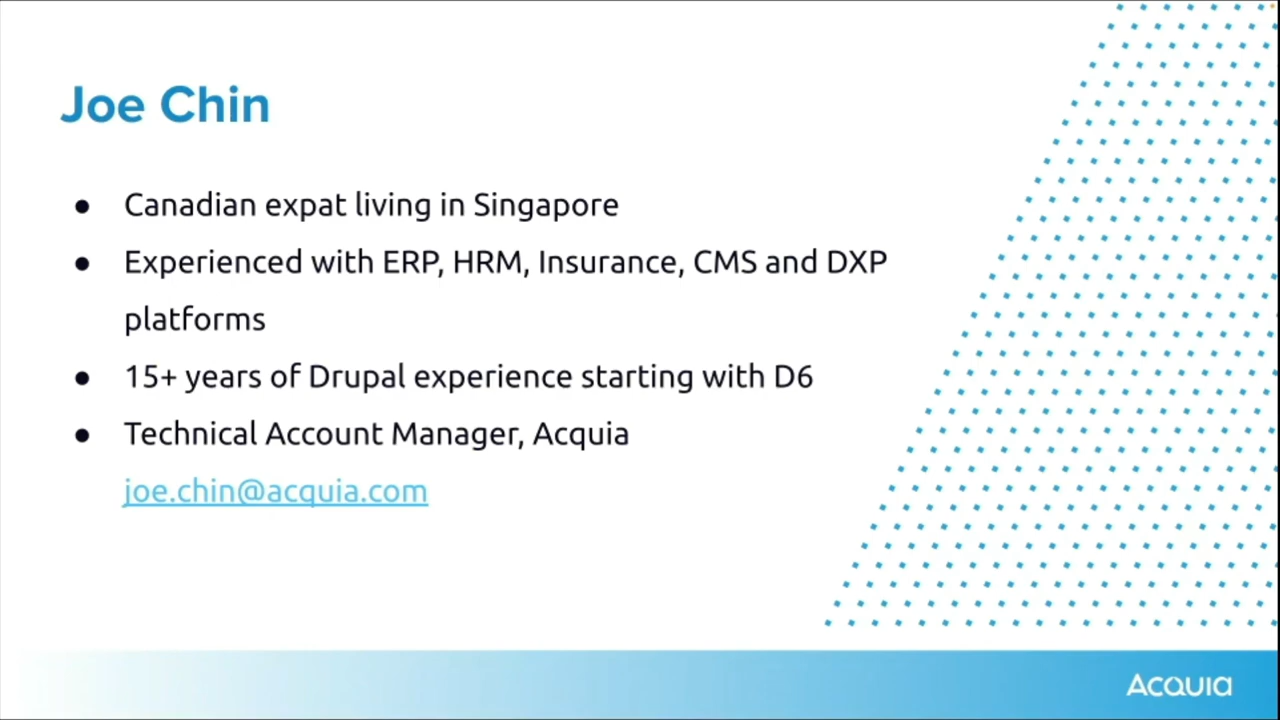 Joe Chin
● Canadian expat living in Singapore
● Experienced with ERP, HRM, Insurance, CMS and DXP
platforms
● 15+ years of Drupal experience starting with D6
● Technical Account Manager, Acquia
joe.chin@acquia.com
ACQUIA